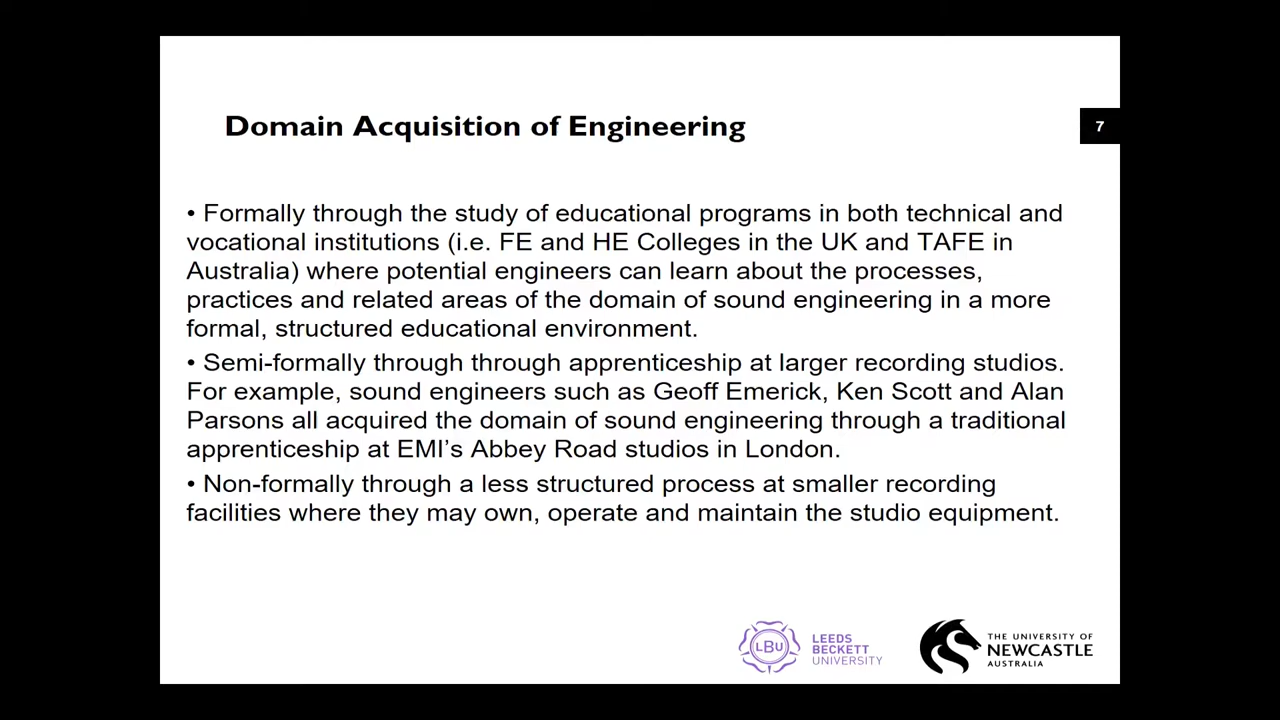 Domain Acquisition of Engineering
7
• Formally through the study of educational programs in both technical and
vocational institutions (i.e. FE and HE Colleges in the UK and TAFE in
Australia) where potential engineers can learn about the processes,
practices and related areas of the domain of sound engineering in a more
formal, structured educational environment.
• Semi-formally through through apprenticeship at larger recording studios.
For example, sound engineers such as Geoff Emerick, Ken Scott and Alan
Parsons all acquired the domain of sound engineering through a traditional
apprenticeship at EMI’s Abbey Road studios in London.
• Non-formally through a less structured process at smaller recording
facilities where they may own, operate and maintain the studio equipment.
LBU
LEEDS
BECKETT
UNIVERSITY
THE UNIVERSITY OF
NEWCASTLE
AUSTRALIA